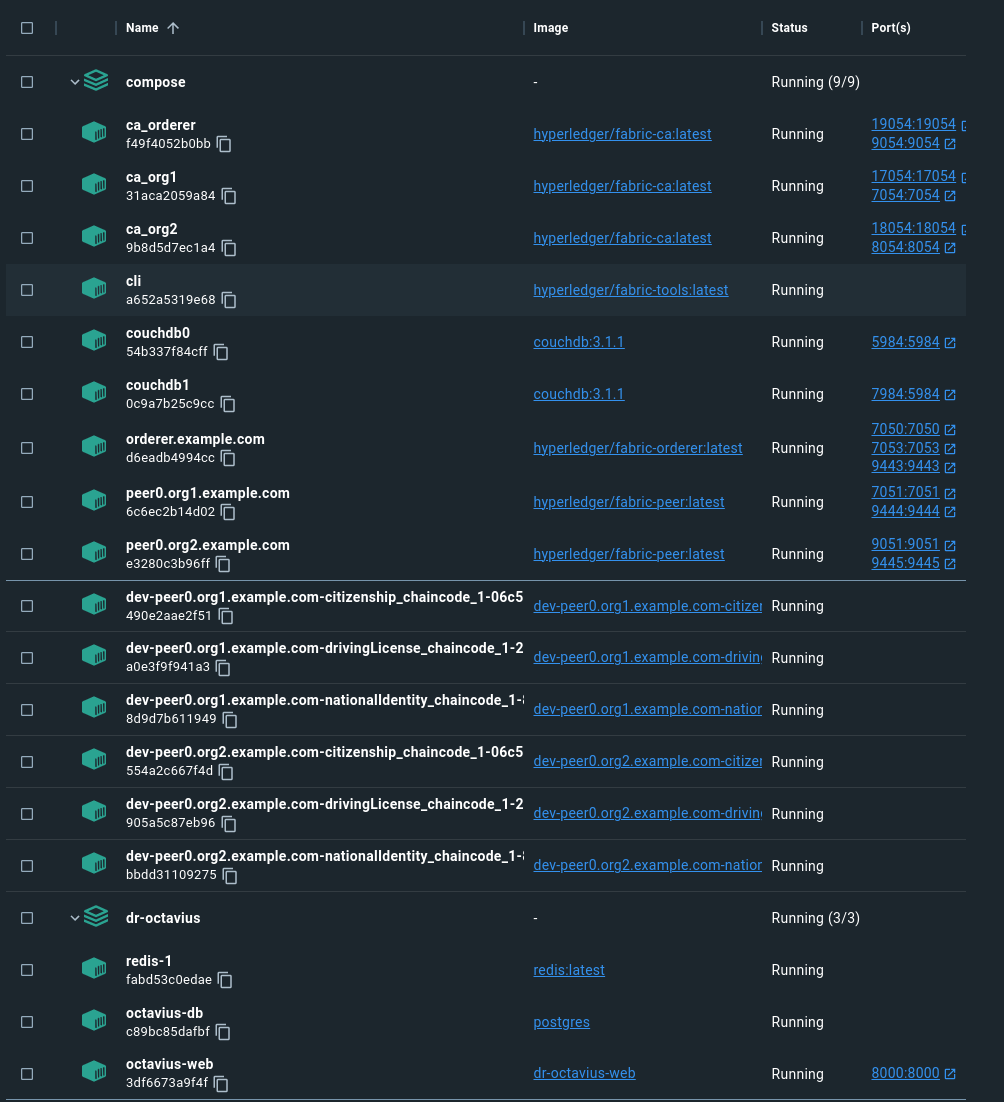 Name Image Status Port(s)
compose - Running (9/9)
ca_orderer
f49f4052b0bb
hyperledger/fabric-ca:latest Running
19054:19054
9054:9054
ca_org1
31aca2059a84
hyperledger/fabric-ca:latest Running
17054:17054
7054:7054
ca_org2
9b8d5d7ec1a4
hyperledger/fabric-ca:latest Running
18054:18054
8054:8054
cli
a652a5319e68
hyperledger/fabric-tools:latest Running
couchdb0
54b337f84cff
couchdb:3.1.1 Running 5984:5984
couchdb1
0c9a7b25c9cc
couchdb:3.1.1 Running 7984:5984
orderer.example.com
d6eadb4994cc
hyperledger/fabric-orderer:latest Running
7050:7050
7053:7053
9443:9443
peer0.org1.example.com
6c6ec2b14d02
hyperledger/fabric-peer:latest Running
7051:7051
9444:9444
peer0.org2.example.com
e3280c3b96ff
hyperledger/fabric-peer:latest Running
9051:9051
9445:9445
dev-peer0.org1.example.com-citizenship_chaincode_1-06c5
490e2aae2f51
dev-peer0.org1.example.com-citizen Running
dev-peer0.org1.example.com-drivingLicense_chaincode_1-2
a0e3f9f941a3
dev-peer0.org1.example.com-drivin Running
dev-peer0.org1.example.com-nationalIdentity_chaincode_1-
8d9d7b611949
dev-peer0.org1.example.com-nation Running
dev-peer0.org2.example.com-citizenship_chaincode_1-06c5
554a2c667f4d
dev-peer0.org2.example.com-citizen Running
dev-peer0.org2.example.com-drivingLicense_chaincode_1-2
905a5c87eb96
dev-peer0.org2.example.com-drivin Running
dev-peer0.org2.example.com-nationalIdentity_chaincode_1-
bbdd31109275
dev-peer0.org2.example.com-nation Running
dr-octavius - Running (3/3)
redis-1
fabd53c0edae
redis:latest Running
octavius-db
c89bc85dafbf
postgres Running
octavius-web
3df6673a9f4f
dr-octavius-web Running 8000:8000